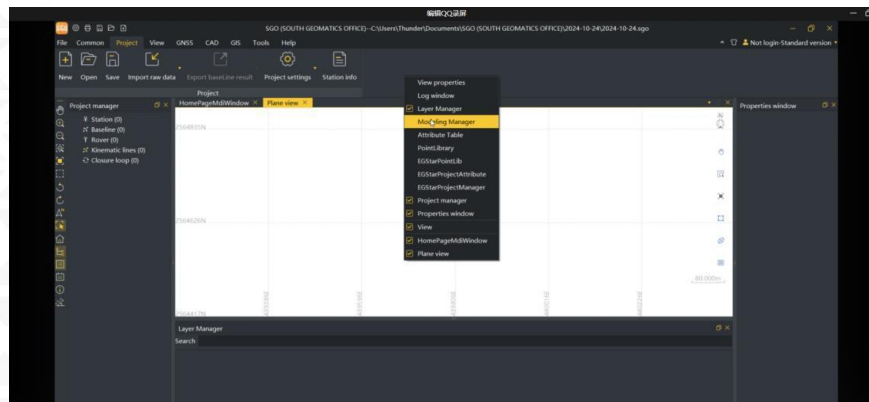 编辑QQ录屏
SGO (SOUTH GEOMATICS OFFICE)--C:\Users\Thunder\Documents\SGO (SOUTH GEOMATICS OFFICE)\2024-10-24\2024-10-24.sgo
File Common Project View GNSS CAD GIS Tools Help
Not login-Standard version
New Open Save Import raw data Export baseLine result Project settings Station info
Project
Project manager
HomePageMdiWindow Plane view
Properties window
Station (0)
Baseline (0)
Rover (0)
Kinematic lines (0)
Closure loop (0)
View properties
Log window
Layer Manager
Modeling Manager
Attribute Table
PointLibrary
EGStarPointLib
EGStarProjectAttribute
EGStarProjectManager
Project manager
Properties window
View
HomePageMdiWindow
Plane view
80.000m
Layer Manager
Search